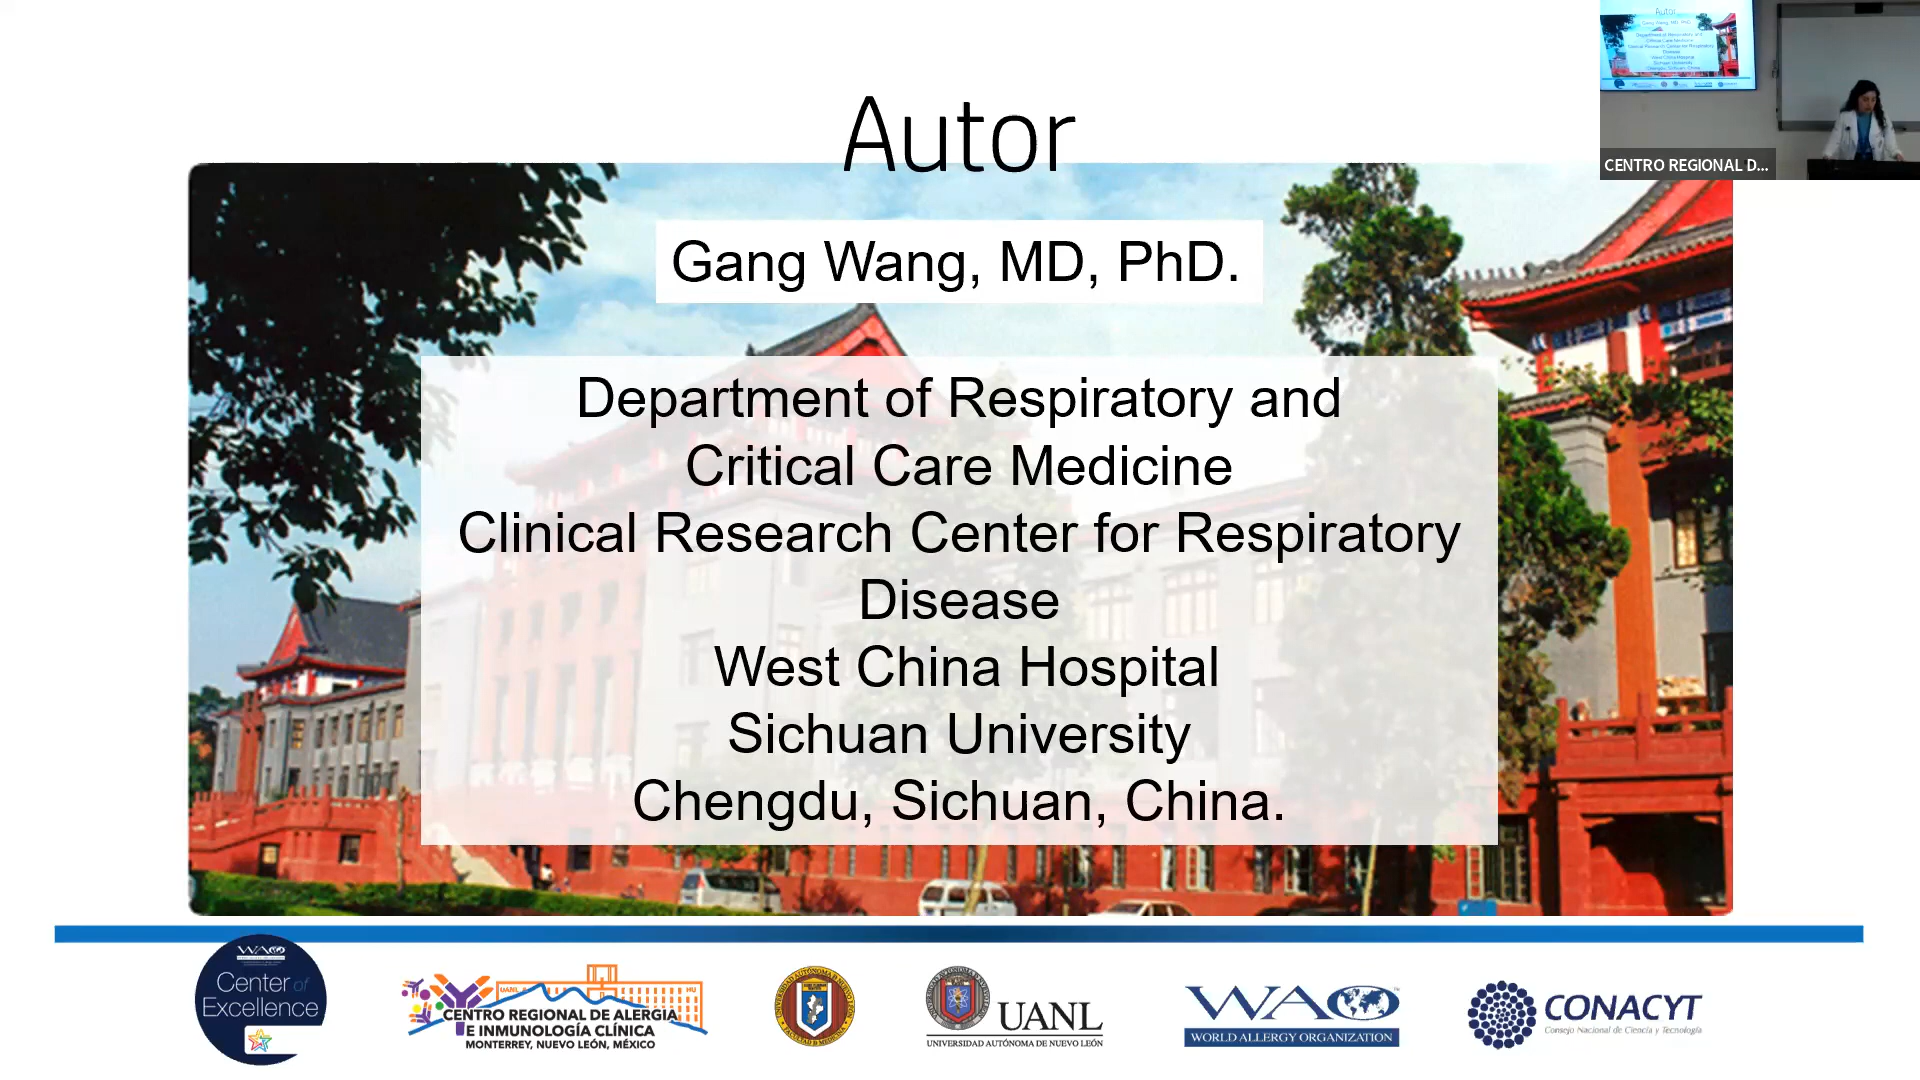 Autor
Gang Wang, MD, PhD.
Department of Respiratory and
Critical Care Medicine
Clinical Research Center for Respiratory
Disease
West China Hospital
Sichuan University
Chengdu, Sichuan, China.
CENTRO REGIONAL D...
WAO
Center of
Excellence
UANL
HU
CENTRO REGIONAL DE ALERGIA
E INMUNOLOGÍA CLÍNICA
MONTERREY, NUEVO LEÓN, MÉXICO
UANL
UNIVERSIDAD AUTÓNOMA DE NUEVO LEÓN
WAO
WORLD ALLERGY ORGANIZATION
CONACYT
Consejo Nacional de Ciencia y Tecnología